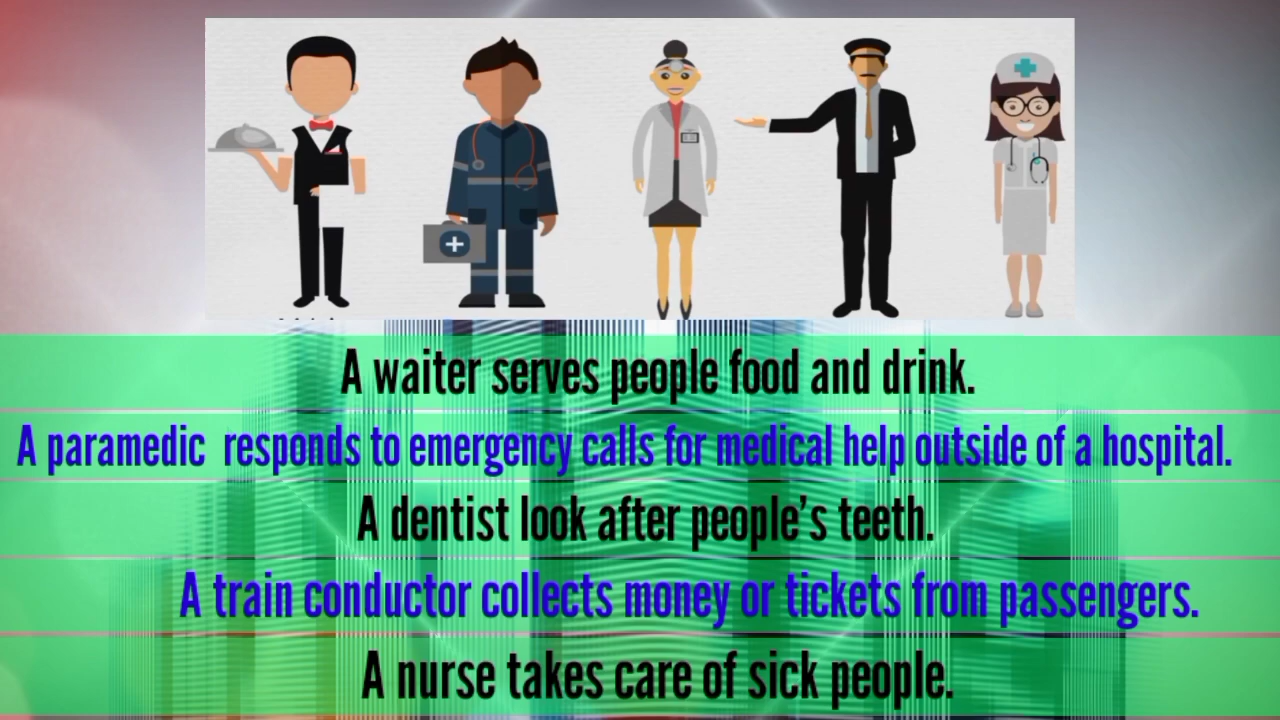 A waiter serves people food and drink.
A paramedic responds to emergency calls for medical help outside of a hospital.
A dentist look after people's teeth.
A train conductor collects money or tickets from passengers.
A nurse takes care of sick people.